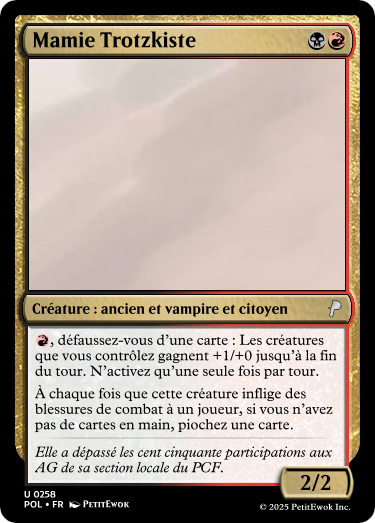 Mamie Trotzkiste
Créature : ancien et vampire et citoyen
, défaussez-vous d'une carte : Les créatures
que vous contrôlez gagnent +1/+0 jusqu'à la fin
du tour. N'activez qu'une seule fois par tour.
À chaque fois que cette créature inflige des
blessures de combat à un joueur, si vous n'avez
pas de cartes en main, piochez une carte.
Elle a dépassé les cent cinquante participations aux
AG de sa section locale du PCF.
2/2
U 0258
POL • FR PetitEwok
© 2025 PetitEwok Inc.